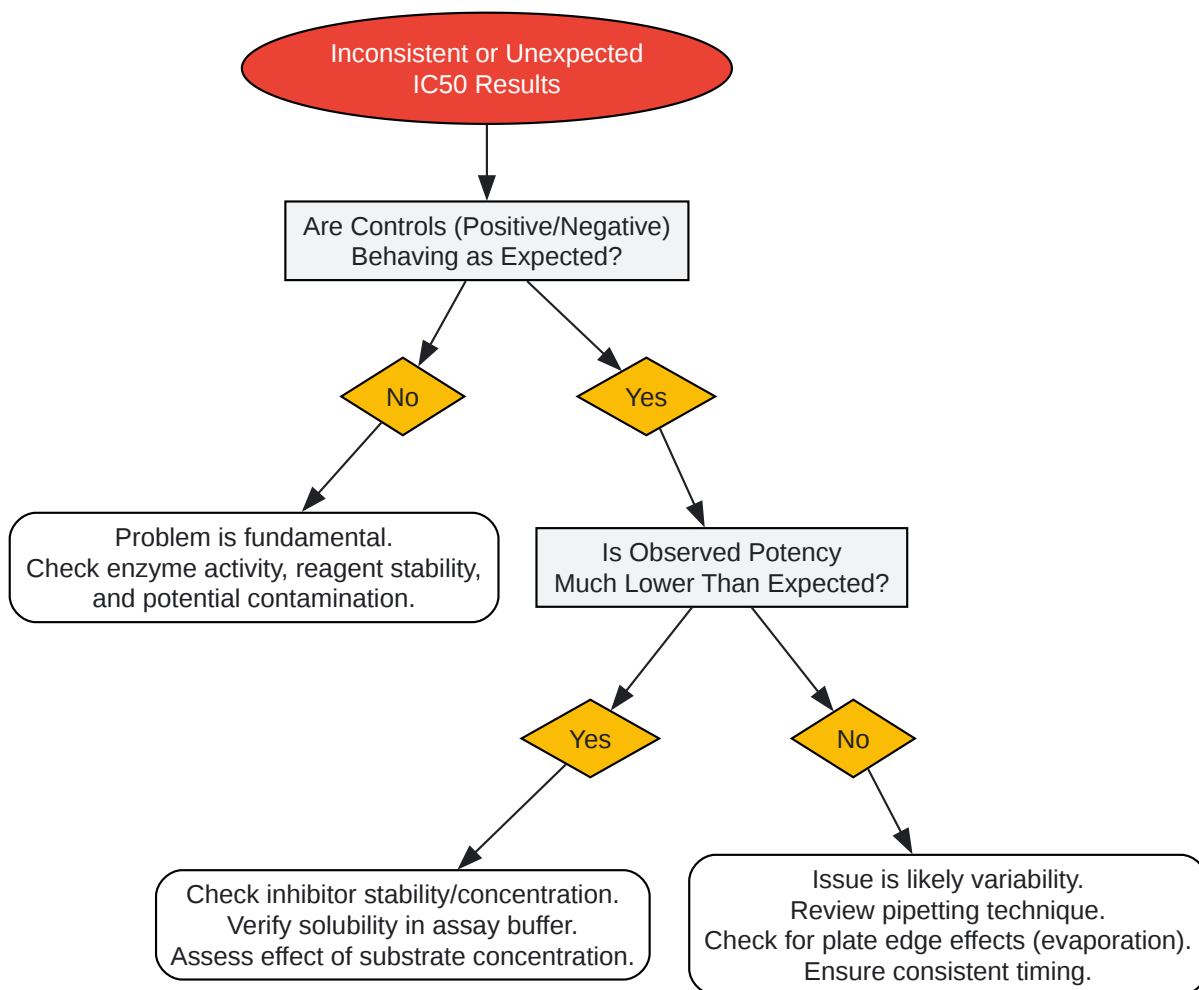 Inconsistent or Unexpected
IC50 Results
Are Controls (Positive/Negative)
Behaving as Expected?
No
Yes
Problem is fundamental.
Check enzyme activity, reagent stability,
and potential contamination.
Is Observed Potency
Much Lower Than Expected?
Yes
No
Check inhibitor stability/concentration.
Verify solubility in assay buffer.
Assess effect of substrate concentration.
Issue is likely variability.
Review pipetting technique.
Check for plate edge effects (evaporation).
Ensure consistent timing.